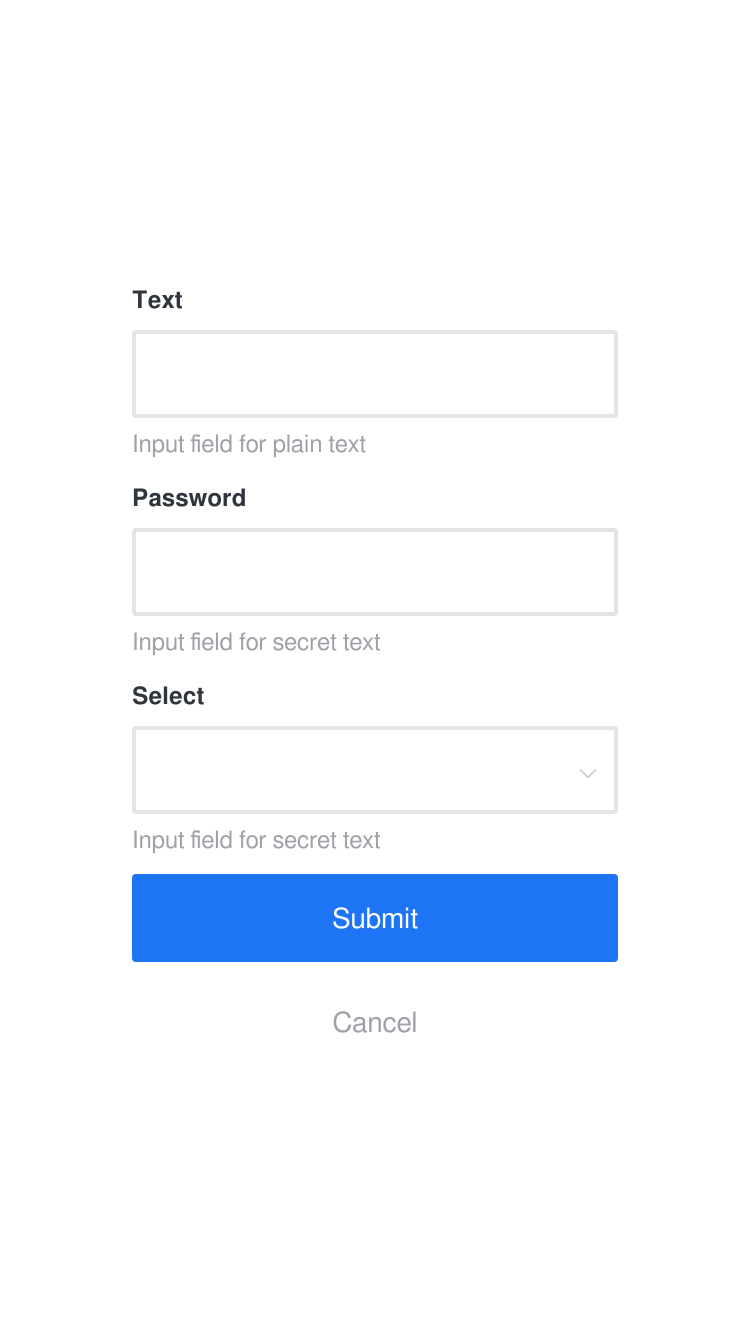 Text
Input field for plain text
Password
Input field for secret text
Select
Input field for secret text
Submit
Cancel